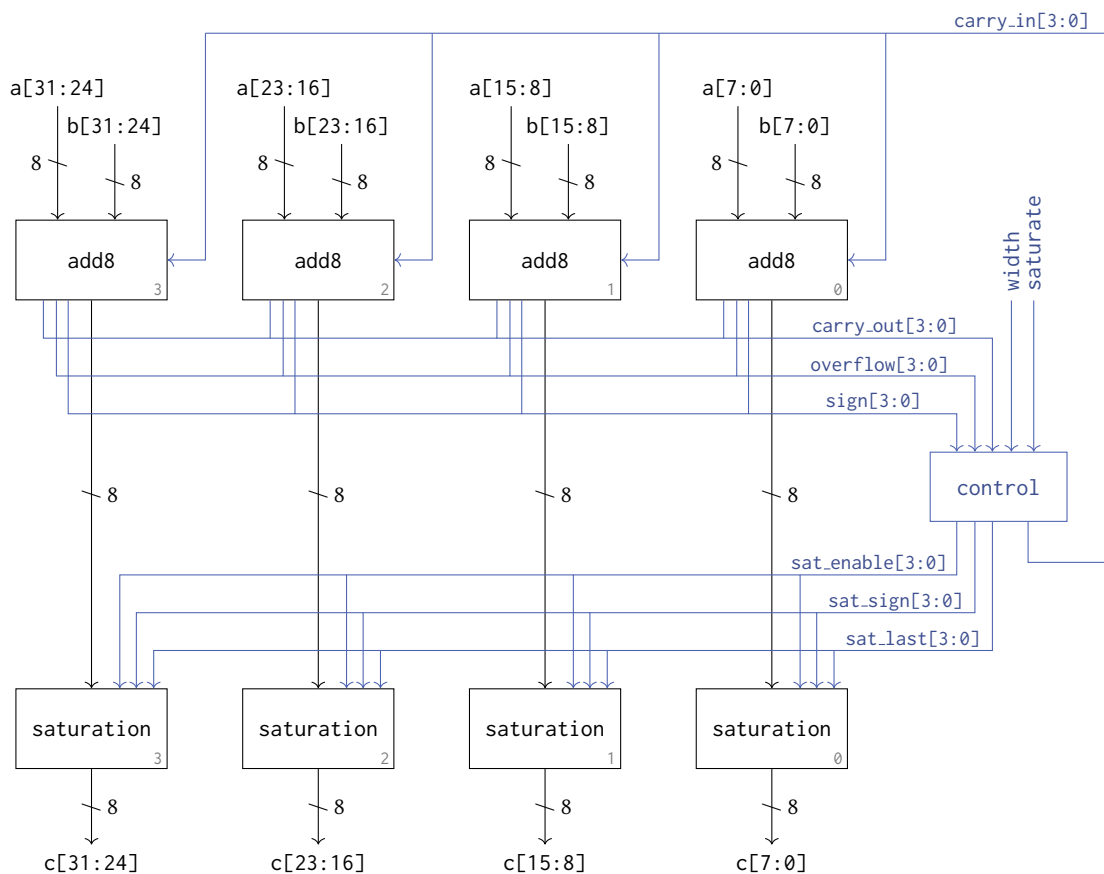 carry_in[3:0]
a[31:24]
a[23:16]
a[15:8]
a[7:0]
b[31:24]
b[23:16]
b[15:8]
b[7:0]
8
8
8
8
8
8
8
8
width
saturate
add8
3
add8
2
add8
1
add8
0
carry_out[3:0]
overflow[3:0]
sign[3:0]
control
8
8
8
8
sat_enable[3:0]
sat_sign[3:0]
sat_last[3:0]
saturation
3
saturation
2
saturation
1
saturation
0
8
8
8
8
c[31:24]
c[23:16]
c[15:8]
c[7:0]